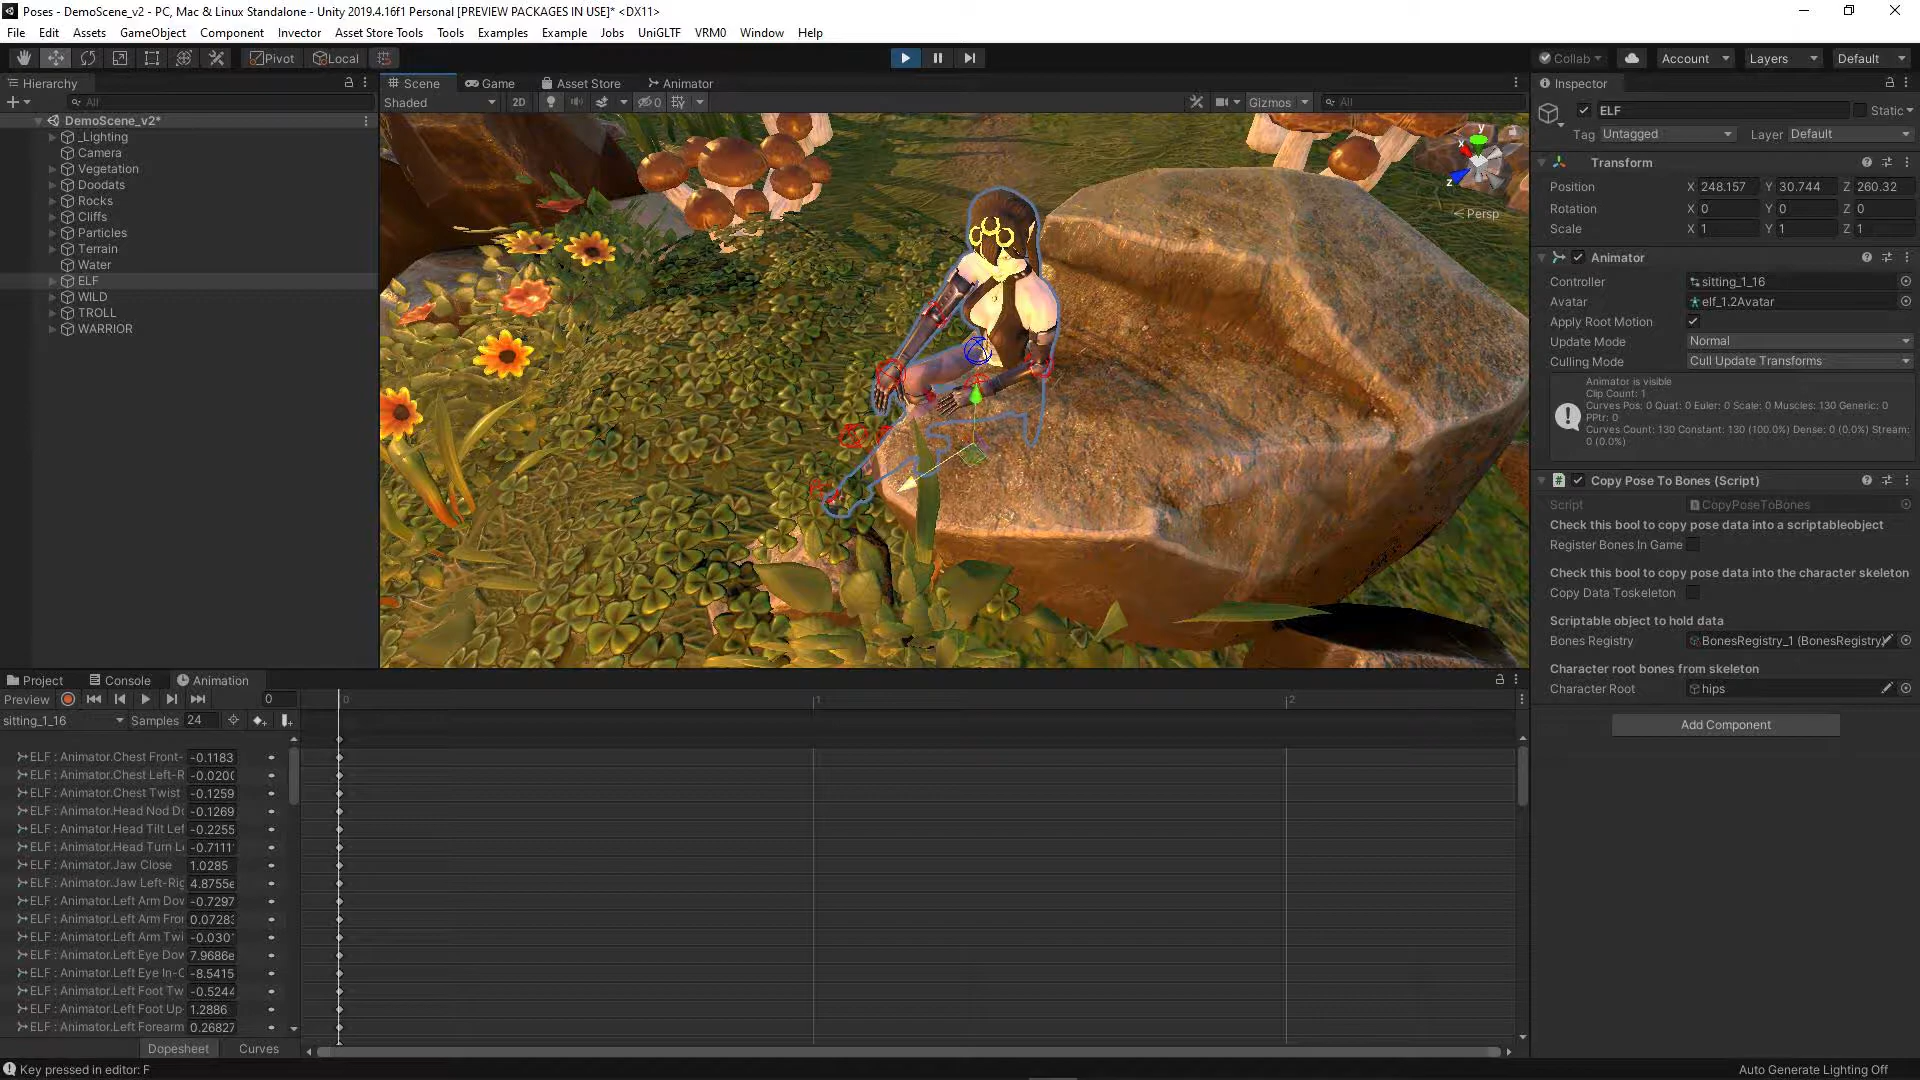 Poses - DemoScene_v2 - PC, Mac & Linux Standalone - Unity 2019.4.16f1 Personal [PREVIEW PACKAGES IN USE]* <DX11>
File Edit Assets GameObject Component Invector Asset Store Tools Tools Examples Example Jobs UniGLTF VRM0 Window Help
Pivot Local Collab Account Layers Default
Hierarchy
All
DemoScene_v2*
_Lighting
Camera
Vegetation
Doodats
Rocks
Cliffs
Particles
Terrain
Water
ELF
WILD
TROLL
WARRIOR
Scene Game Asset Store Animator
Shaded 2D 0 Gizmos All
y
x
z
Persp
Inspector
ELF Static
Tag Untagged Layer Default
Transform
Position X 248.157 Y 30.744 Z 260.32
Rotation X 0 Y 0 Z 0
Scale X 1 Y 1 Z 1
Animator
Controller sitting_1_16
Avatar elf_1.2Avatar
Apply Root Motion
Update Mode Normal
Culling Mode Cull Update Transforms
Animator is visible
Clip Count: 1
Curves Pos: 0 Quat: 0 Euler: 0 Scale: 0 Muscles: 130 Generic: 0
PPtr: 0
Curves Count: 130 Constant: 130 (100.0%) Dense: 0 (0.0%) Stream:
0 (0.0%)
# Copy Pose To Bones (Script)
Script CopyPoseToBones
Check this bool to copy pose data into a scriptableobject
Register Bones In Game
Check this bool to copy pose data into the character skeleton
Copy Data Toskeleton
Scriptable object to hold data
Bones Registry BonesRegistry_1 (BonesRegistry)
Character root bones from skeleton
Character Root hips
Add Component
Project Console Animation
Preview 0 0 1 2
sitting_1_16 Samples 24
ELF : Animator.Chest Front- -0.1183
ELF : Animator.Chest Left-R -0.0200
ELF : Animator.Chest Twist -0.1259
ELF : Animator.Head Nod Do -0.1269
ELF : Animator.Head Tilt Lef -0.2255
ELF : Animator.Head Turn Le -0.7111
ELF : Animator.Jaw Close 1.0285
ELF : Animator.Jaw Left-Rig 4.8755e
ELF : Animator.Left Arm Dow -0.7297
ELF : Animator.Left Arm Fror 0.0728
ELF : Animator.Left Arm Twi -0.030
ELF : Animator.Left Eye Dow 7.9686e
ELF : Animator.Left Eye In-O -8.5415
ELF : Animator.Left Foot Tw -0.5244
ELF : Animator.Left Foot Up- 1.2886
ELF : Animator.Left Forearm 0.26827
Dopesheet Curves
Key pressed in editor: F Auto Generate Lighting Off